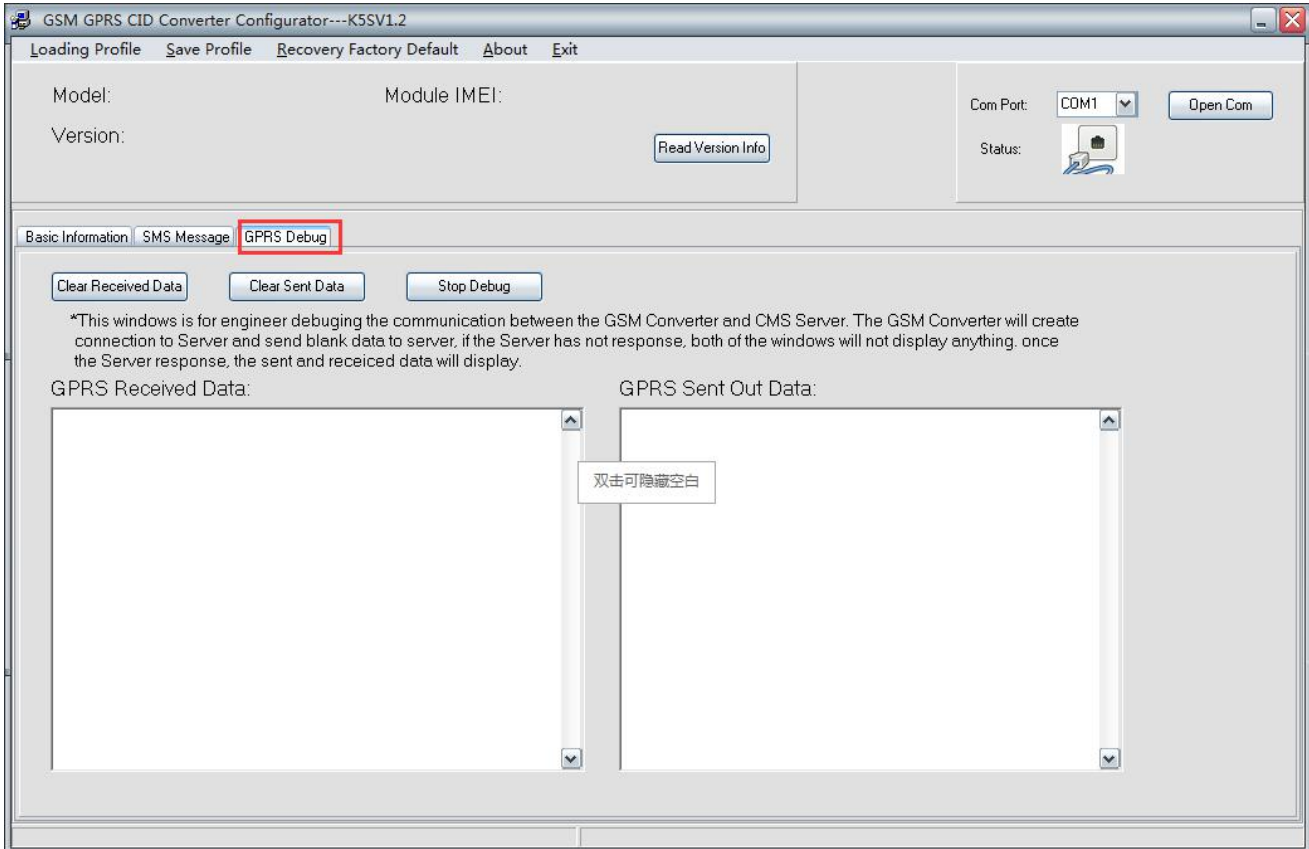 GSM GPRS CID Converter Configurator---K5SV1.2
Loading Profile Save Profile Recovery Factory Default About Exit
Model: Module IMEI:
Com Port: COM1 Open Com
Version:
Read Version Info
Status:
Basic Information SMS Message GPRS Debug
Clear Received Data Clear Sent Data Stop Debug
*This windows is for engineer debuging the communication between the GSM Converter and CMS Server. The GSM Converter will create
connection to Server and send blank data to server, if the Server has not response, both of the windows will not display anything. once
the Server response, the sent and receiced data will display.
GPRS Received Data: GPRS Sent Out Data:
双击可隐藏空白